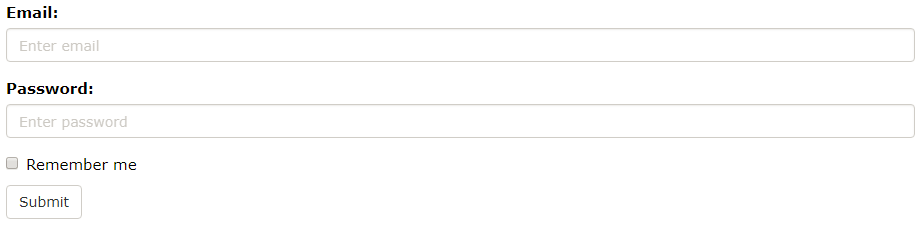 Email:
Enter email
Password:
Enter password
Remember me
Submit